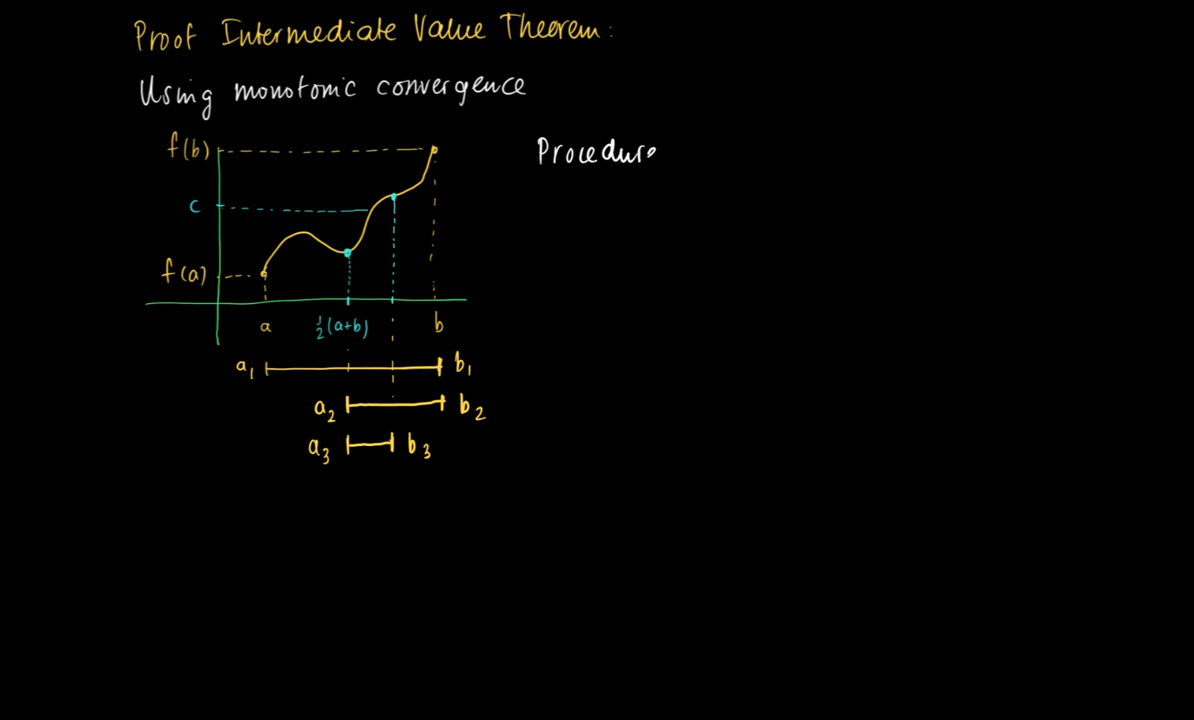 Proof Intermediate Value Theorem:
Using monotonic convergence
f(b)
Procedure
c
f(a)
a ½(a+b) b
a₁ b₁
a₂ b₂
a₃ b₃